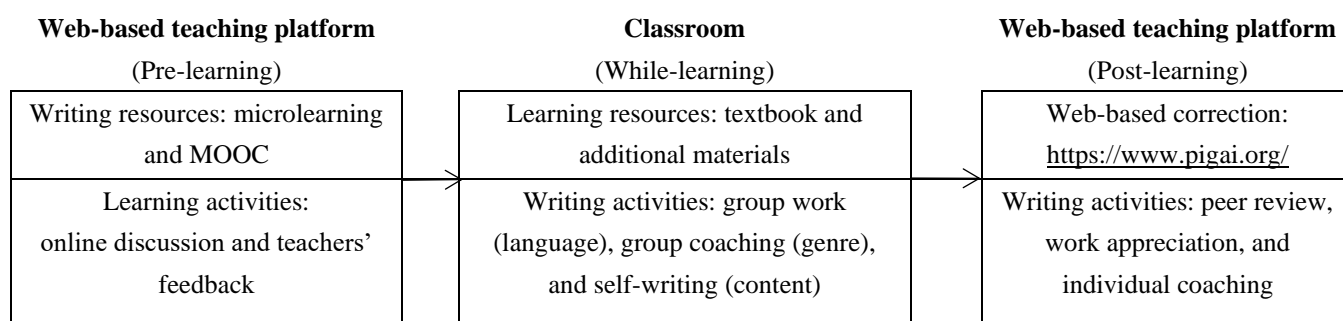 Web-based teaching platform
(Pre-learning)
Writing resources: microlearning
and MOOC
Learning activities:
online discussion and teachers’
feedback
Classroom
(While-learning)
Learning resources: textbook and
additional materials
Writing activities: group work
(language), group coaching (genre),
and self-writing (content)
Web-based teaching platform
(Post-learning)
Web-based correction:
https://www.pigai.org/
Writing activities: peer review,
work appreciation, and
individual coaching